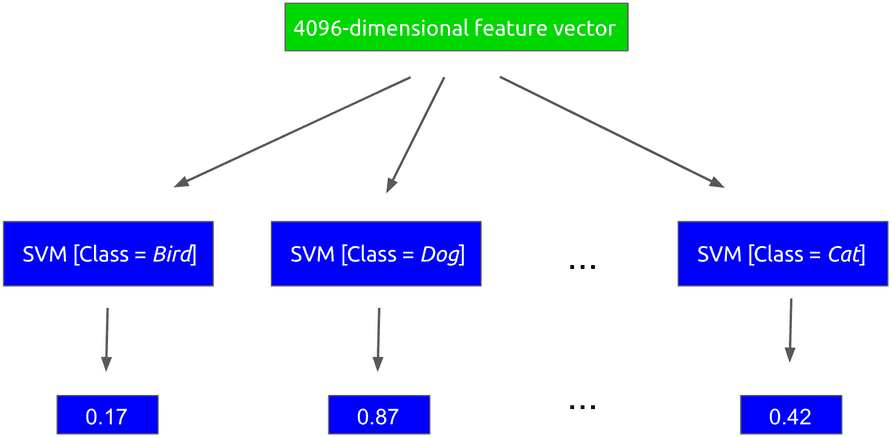 4096-dimensional feature vector
SVM [Class = Bird]
SVM [Class = Dog]
...
SVM [Class = Cat]
0.17
0.87
...
0.42